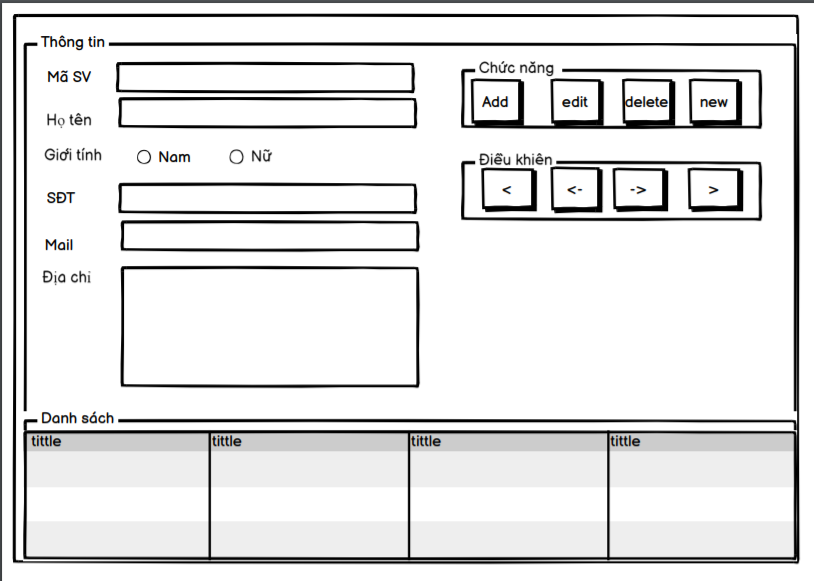 Thông tin
Mã SV
Họ tên
Giới tính
Nam
Nữ
SĐT
Mail
Địa chỉ
Chức năng
Add
edit
delete
new
Điều khiên
<
<-
->
>
Danh sách
tittle
tittle
tittle
tittle